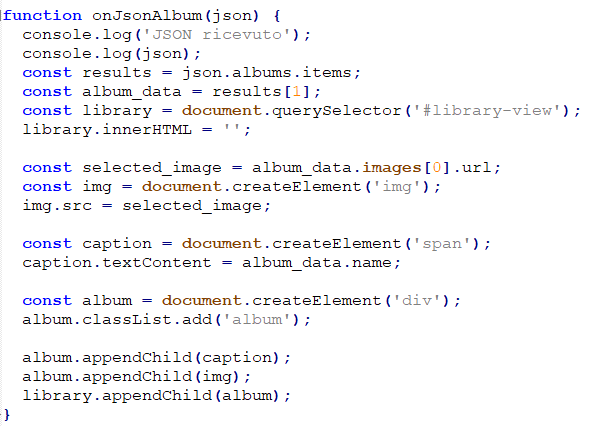 function onJsonAlbum(json) {
console.log('JSON ricevuto');
console.log(json);
const results = json.albums.items;
const album_data = results[1];
const library = document.querySelector('#library-view');
library.innerHTML = '';
const selected_image = album_data.images[0].url;
const img = document.createElement('img');
img.src = selected_image;
const caption = document.createElement('span');
caption.textContent = album_data.name;
const album = document.createElement('div');
album.classList.add('album');
album.appendChild(caption);
album.appendChild(img);
library.appendChild(album);
}